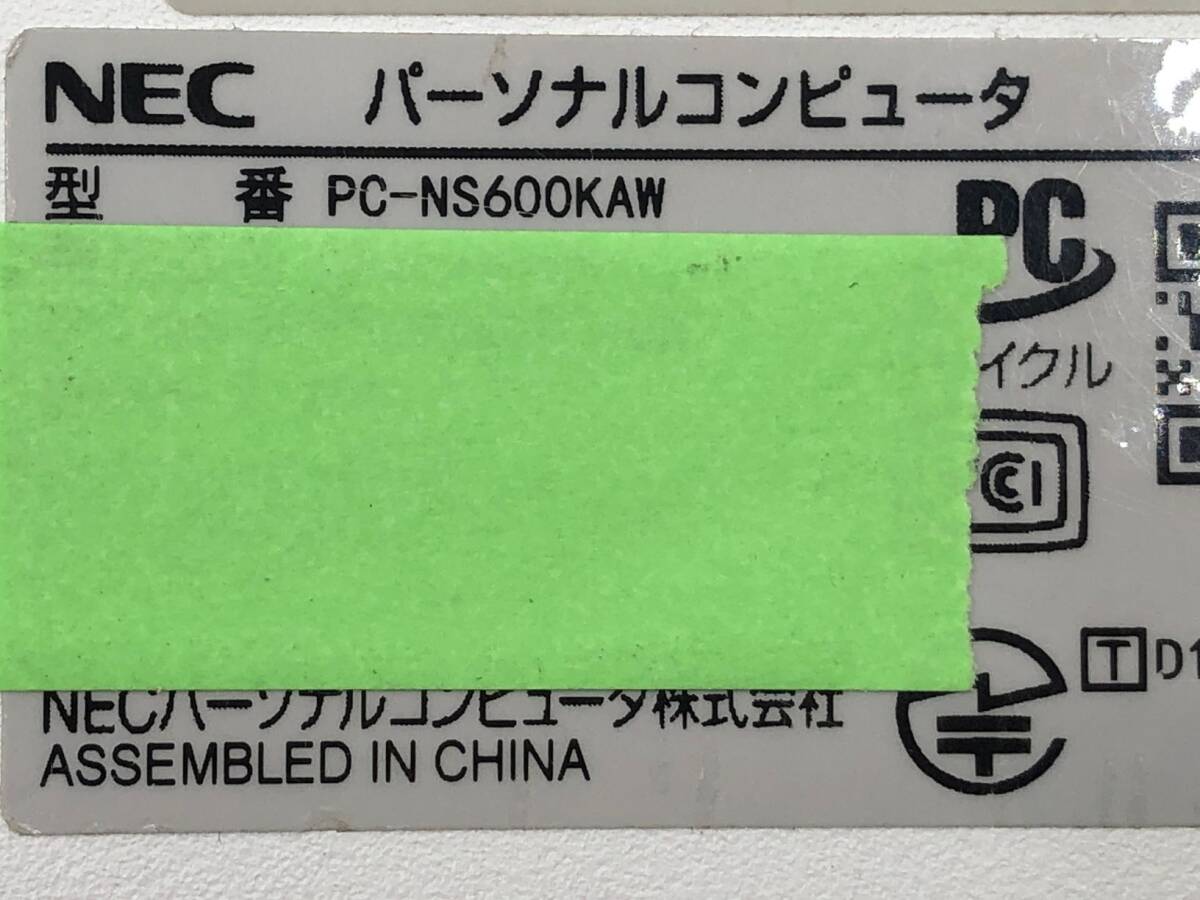 NEC パーソナルコンピュータ
型 番 PC-NS600KAW
PC
イクル
CI
T D1
NECパーソナルコンピュータ株式会社
ASSEMBLED IN CHINA